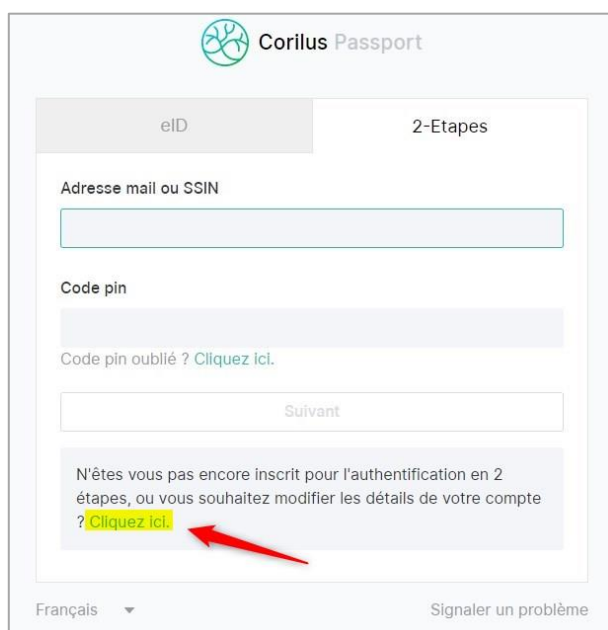 Corilus Passport
eID
2-Etapes
Adresse mail ou SSIN
Code pin
Code pin oublié ? Cliquez ici.
Suivant
N'êtes vous pas encore inscrit pour l'authentification en 2
étapes, ou vous souhaitez modifier les détails de votre compte
? Cliquez ici.
Français
Signaler un problème